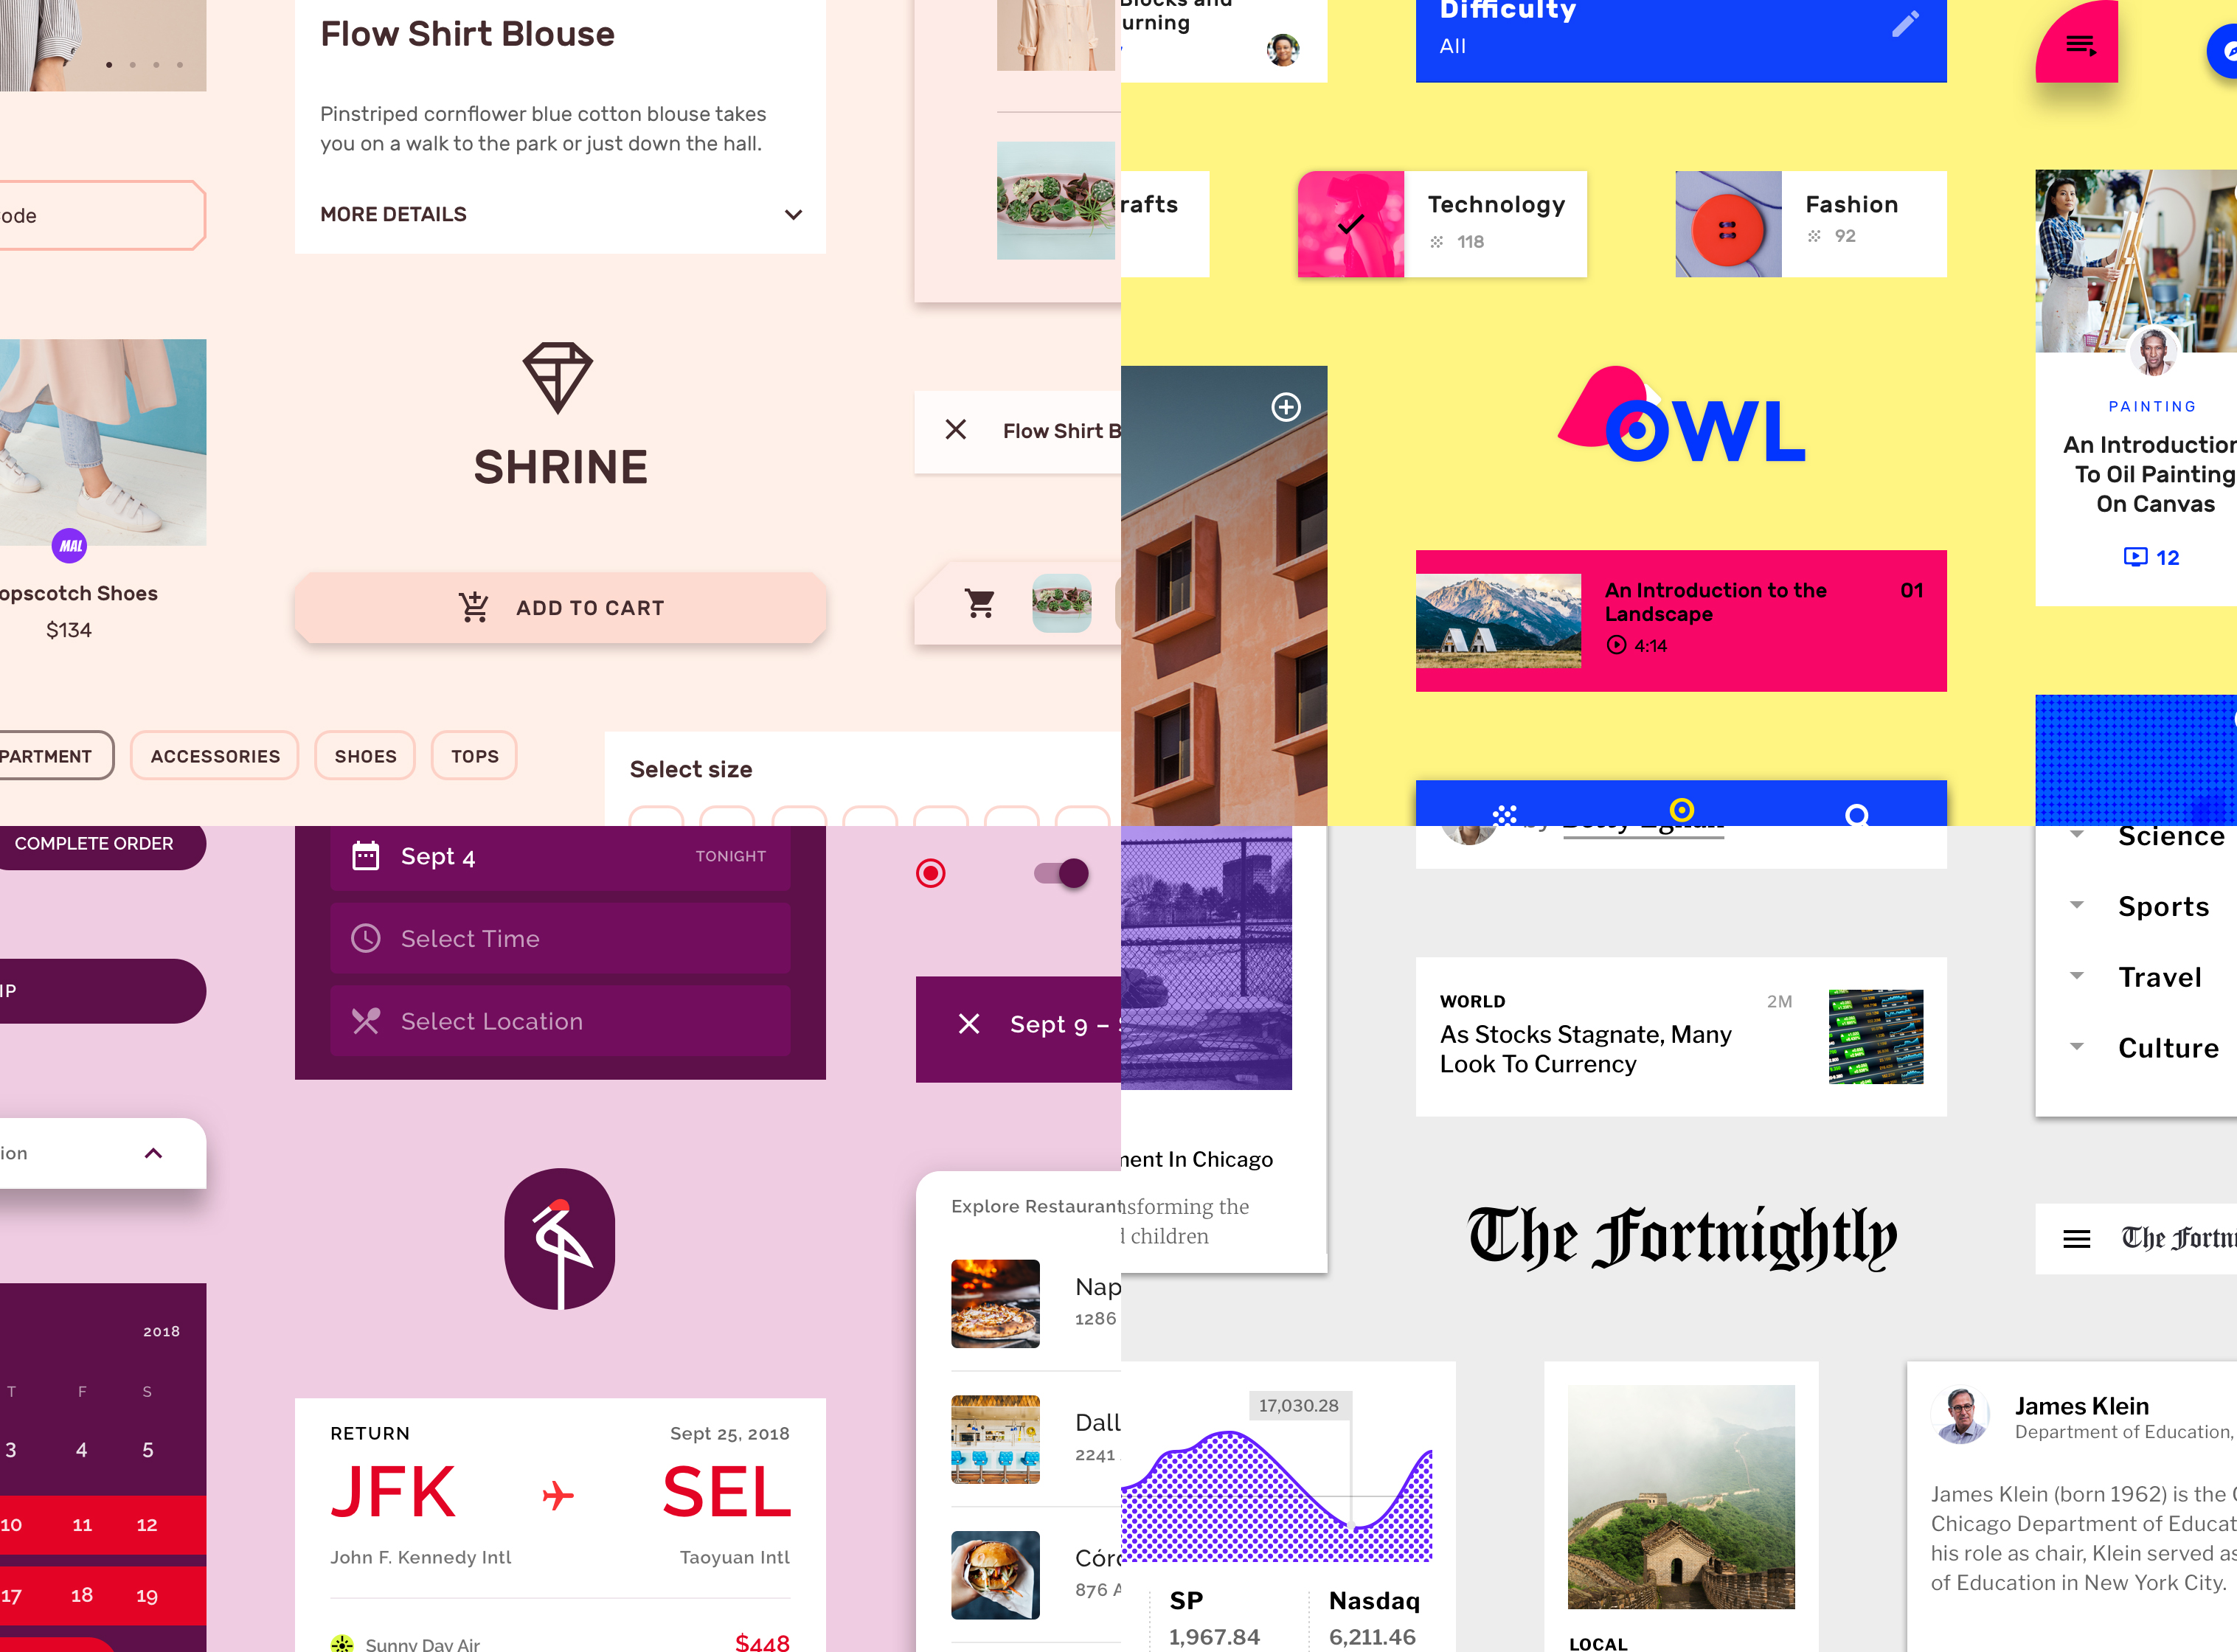 Flow Shirt Blouse
Pinstriped cornflower blue cotton blouse takes
you on a walk to the park or just down the hall.
MORE DETAILS
SHRINE
Flow Shirt B
MAL
opscotch Shoes
$134
ADD TO CART
PARTMENT
ACCESSORIES
SHOES
TOPS
Select size
urning
Difficulty
All
rafts
Technology
118
Fashion
92
OWL
PAINTING
An Introduction
To Oil Painting
On Canvas
12
An Introduction to the
Landscape
01
4:14
COMPLETE ORDER
Sept 4
TONIGHT
Select Time
Select Location
IP
Sept 9 –
ion
2018
T F S
3 4 5
10 11 12
17 18 19
RETURN
Sept 25, 2018
JFK
SEL
John F. Kennedy Intl
Taoyuan Intl
Sunny Day Air
$448
Explore Restaurant
Nap
1286
Dall
2241
Córd
876 A
Science
Sports
Travel
Culture
WORLD
2M
As Stocks Stagnate, Many
Look To Currency
ment In Chicago
nsforming the
d children
The Fortnightly
The Fortni
17,030.28
SP
1,967.84
Nasdaq
6,211.46
LOCAL
James Klein
Department of Education,
James Klein (born 1962) is the
Chicago Department of Educat
his role as chair, Klein served as
of Education in New York City.